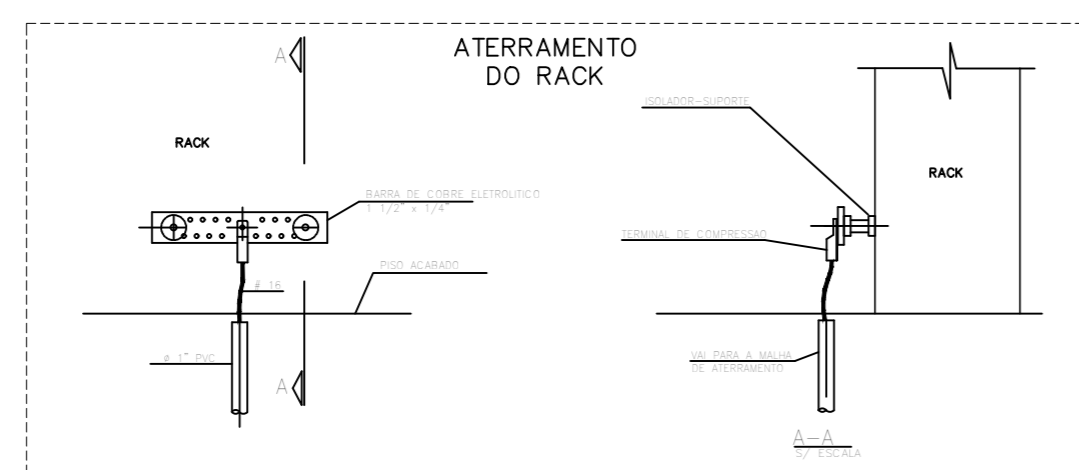 ATERRAMENTO
DO RACK
A
RACK
BARRA DE COBRE ELETROLITICO
1 1/2" x 1/4"
PISO ACABADO
# 16
ø 1" PVC
A
ISOLADOR-SUPORTE
RACK
TERMINAL DE COMPRESSAO
VAI PARA A MALHA
DE ATERRAMENTO
A-A
S/ ESCALA